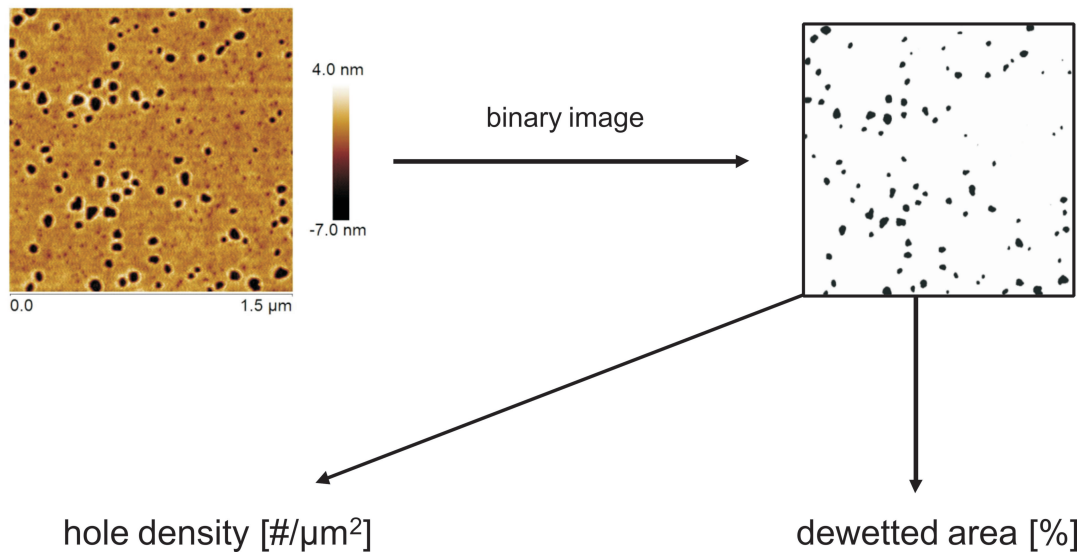 4.0 nm
binary image
-7.0 nm
0.0
1.5 µm
hole density [#/µm²]
dewetted area [%]